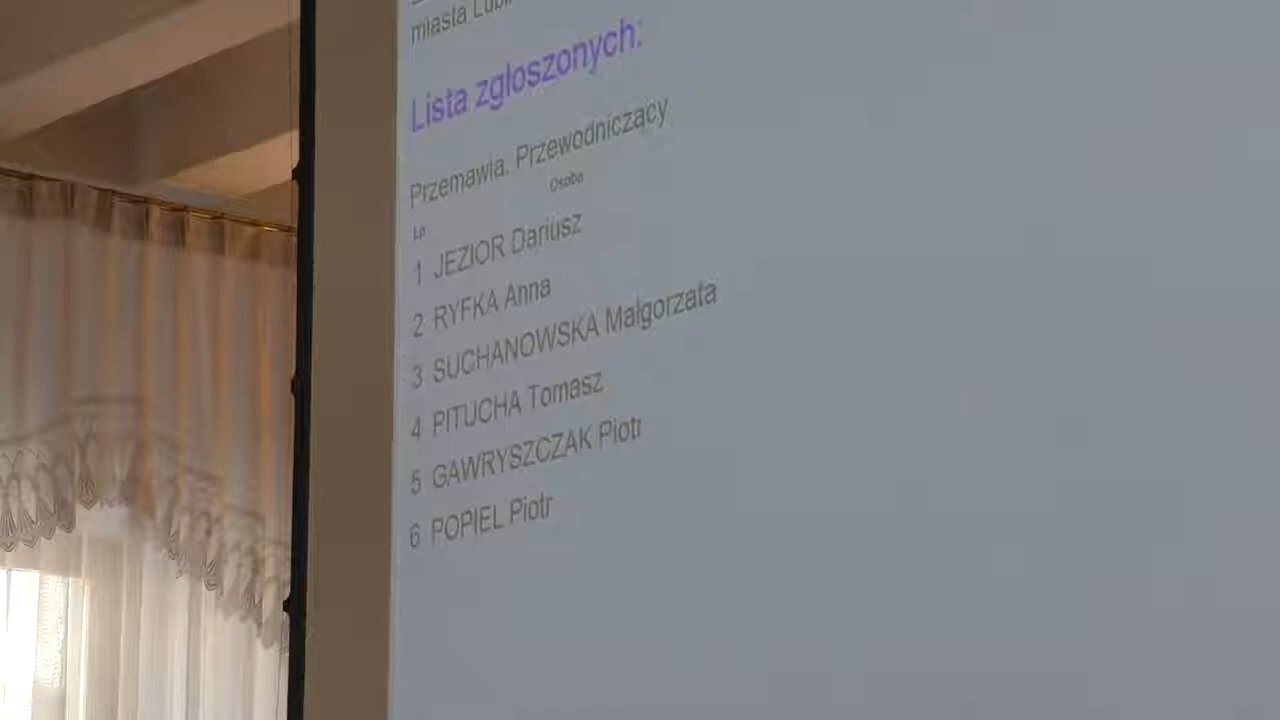 miasta
Lista zgłoszonych:
Przemawia. Przewodniczący
Osoba
Lp
1 JEZIOR Dariusz
2 RYFKA Anna
3 SUCHANOWSKA Małgorzata
4 PITUCHA Tomasz
5 GAWRYSZCZAK Piotr
6 POPIEL Piotr